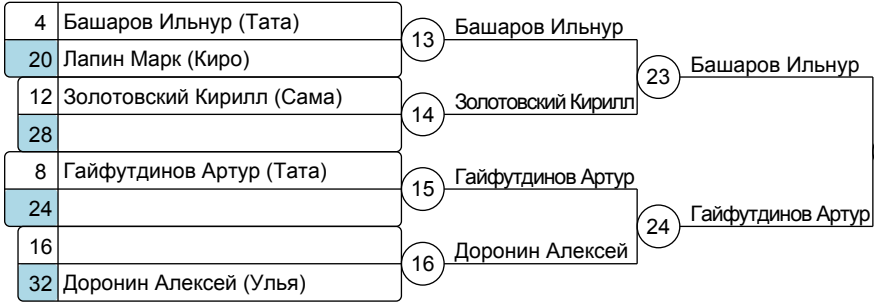 4 Башаров Ильнур (Тата)
20 Лапин Марк (Киро)
12 Золотовский Кирилл (Сама)
28
8 Гайфутдинов Артур (Тата)
24
16
32 Доронин Алексей (Улья)
13 Башаров Ильнур
14 Золотовский Кирилл
15 Гайфутдинов Артур
16 Доронин Алексей
23 Башаров Ильнур
24 Гайфутдинов Артур